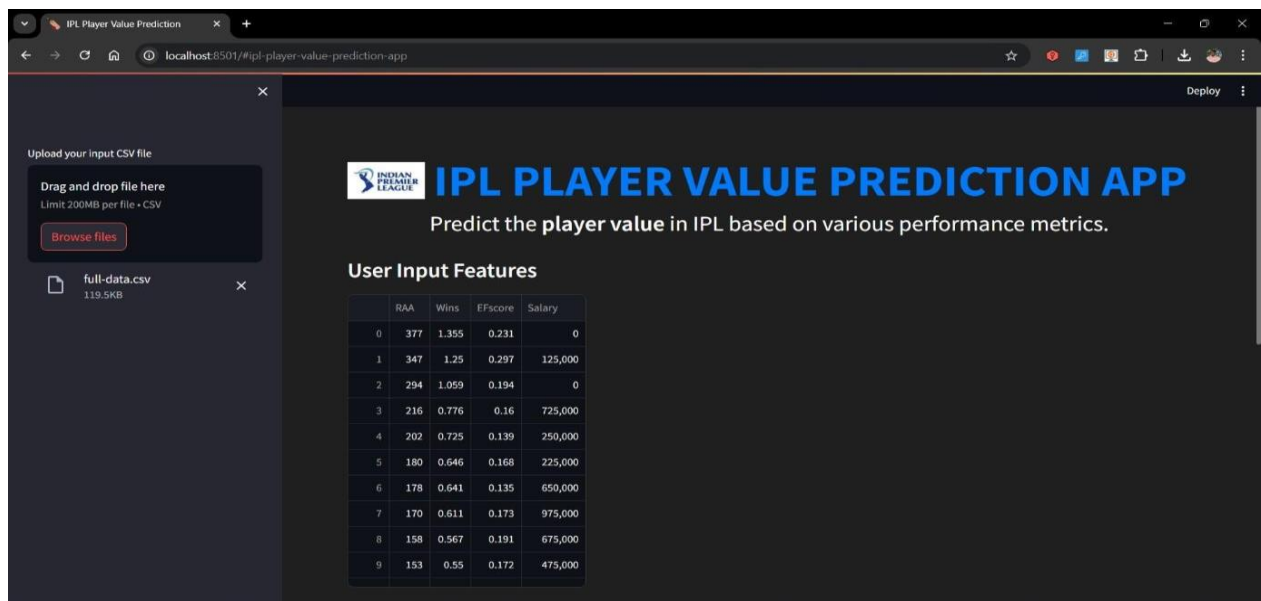 IPL Player Value Prediction
localhost:8501/#ipl-player-value-prediction-app
Deploy
Upload your input CSV file
Drag and drop file here
Limit 200MB per file • CSV
Browse files
full-data.csv
119.5KB
INDIAN
PREMIER
LEAGUE
IPL PLAYER VALUE PREDICTION APP
Predict the player value in IPL based on various performance metrics.
User Input Features
RAA Wins EFscore Salary
0 377 1.355 0.231 0
1 347 1.25 0.297 125,000
2 294 1.059 0.194 0
3 216 0.776 0.16 725,000
4 202 0.725 0.139 250,000
5 180 0.646 0.168 225,000
6 178 0.641 0.135 650,000
7 170 0.611 0.173 975,000
8 158 0.567 0.191 675,000
9 153 0.55 0.172 475,000